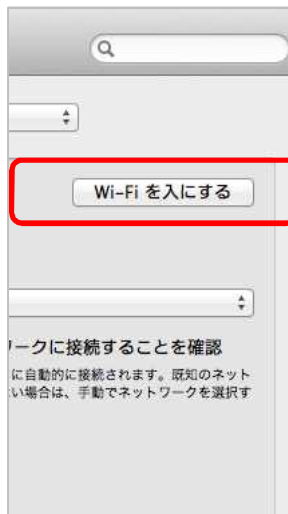 Wi-Fi を入にする
ークに接続することを確認
に自動的に接続されます。既知のネット
い場合は、手動でネットワークを選択す